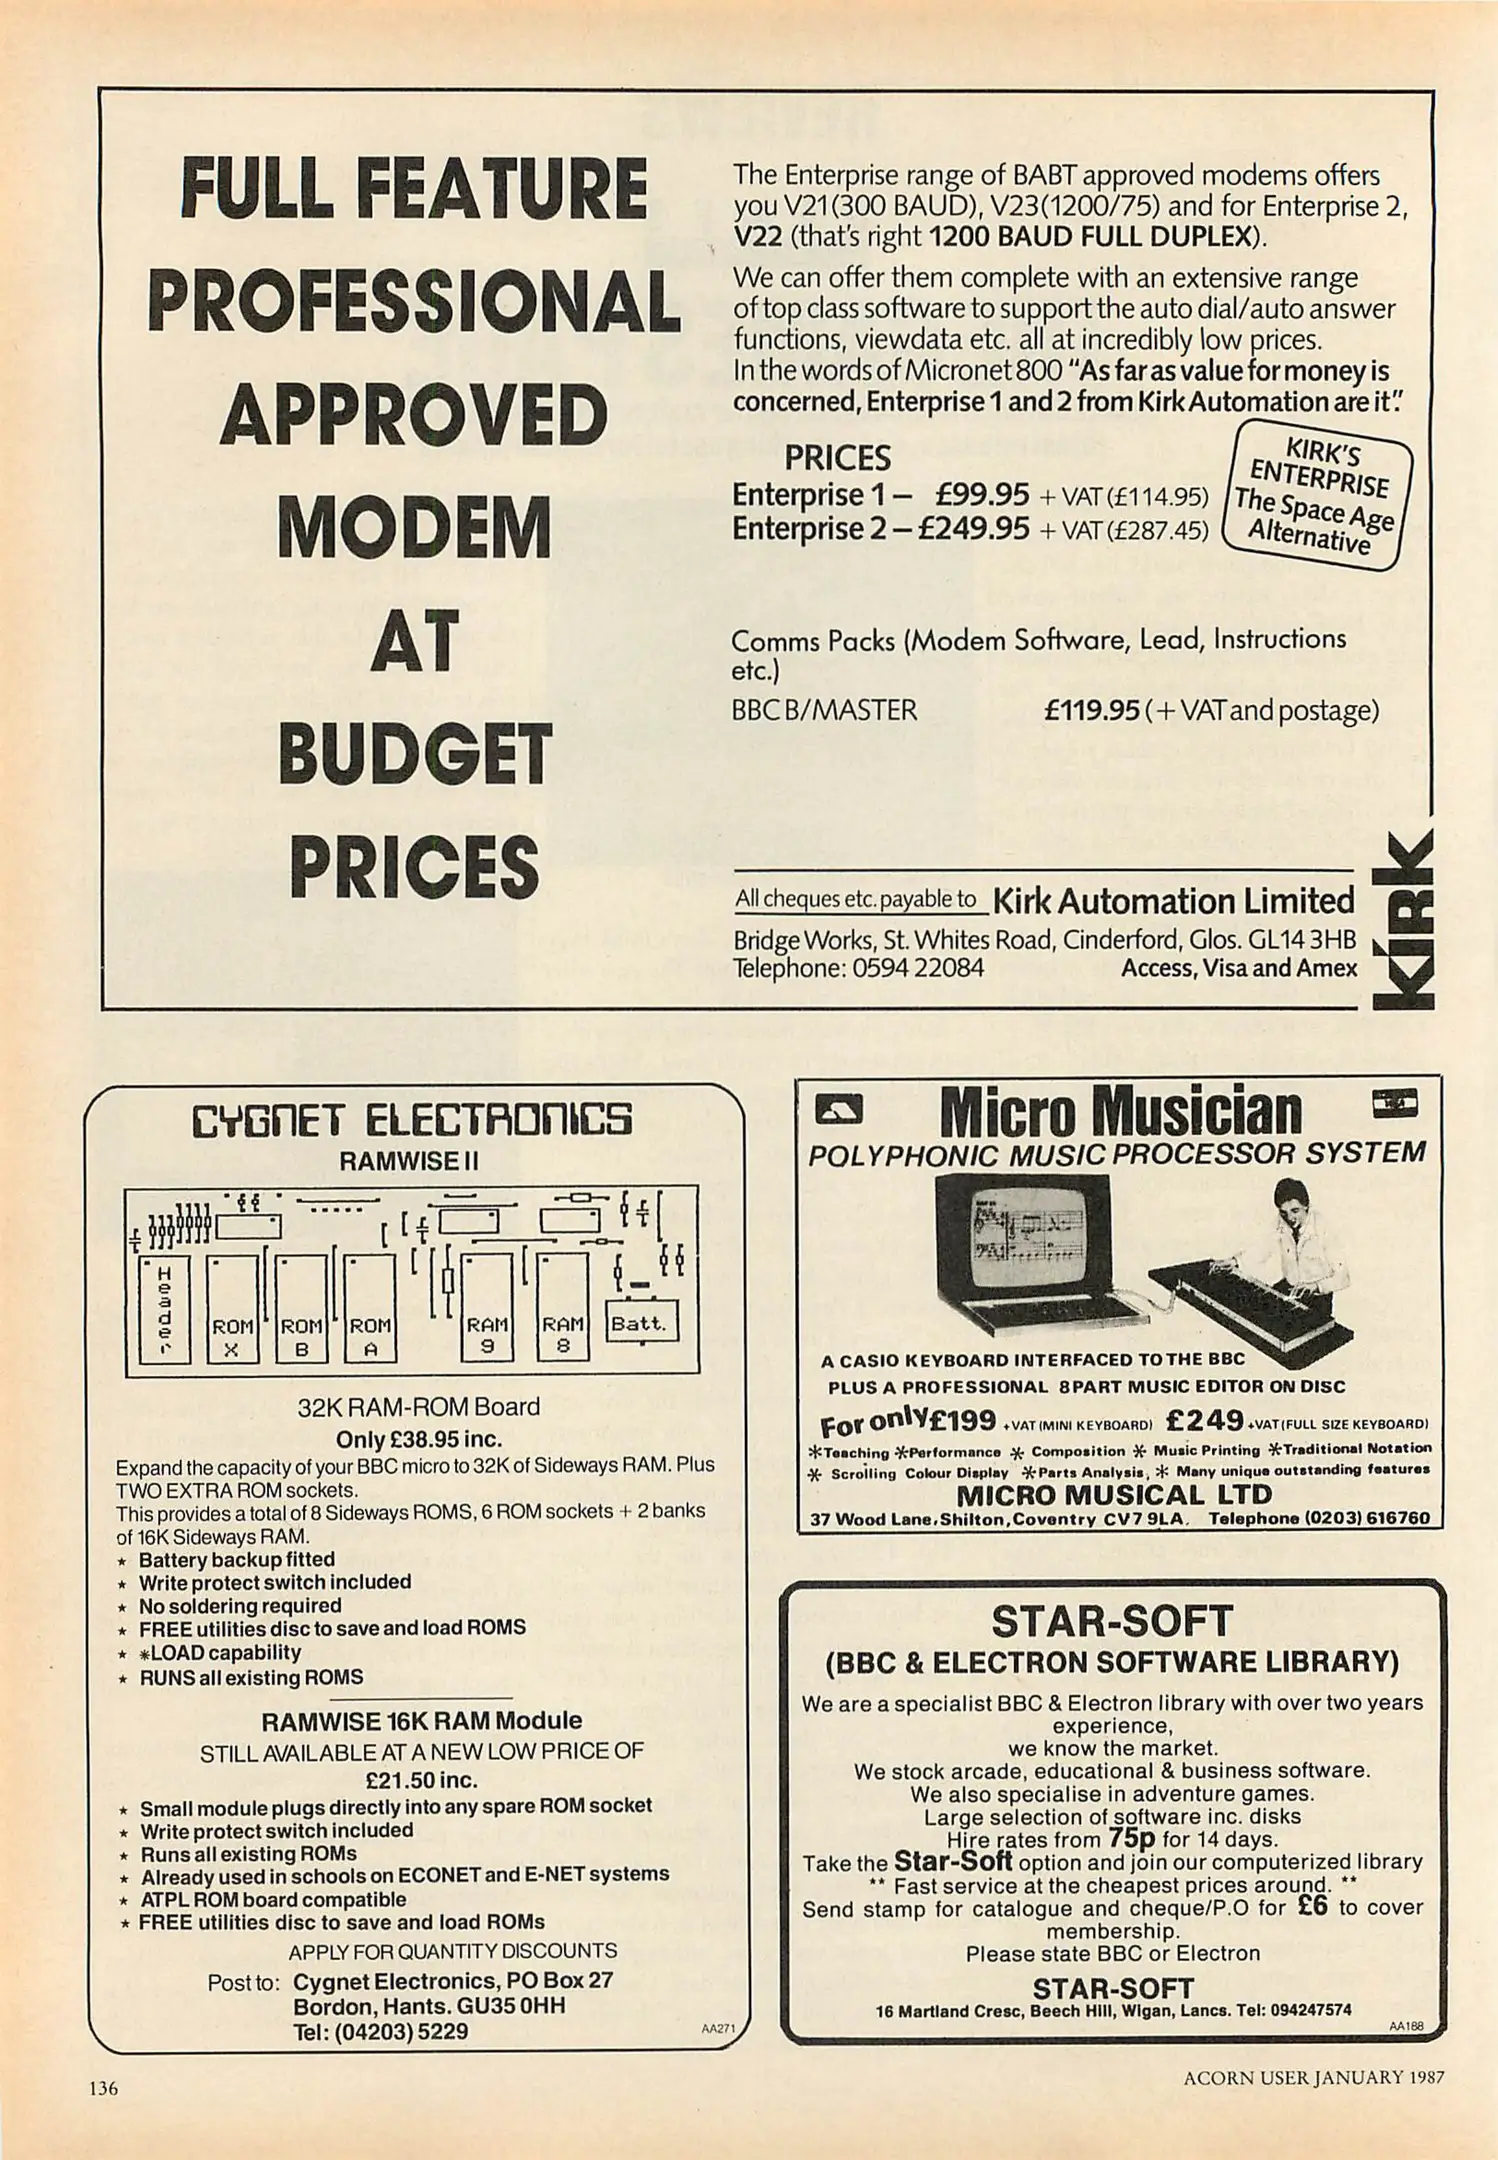 FULL FEATURE
PROFESSIONAL
APPROVED
MODEM
AT
BUDGET
PRICES
The Enterprise range of BABT approved modems offers
you V21(300 BAUD), V23(1200/75) and for Enterprise 2,
V22 (that's right 1200 BAUD FULL DUPLEX).
We can offer them complete with an extensive range
of top class software to support the auto dial/auto answer
functions, viewdata etc. all at incredibly low prices.
In the words of Micronet 800 "As far as value for money is
concerned, Enterprise 1 and 2 from Kirk Automation are it".
PRICES
Enterprise 1 – £99.95 + VAT (£114.95)
Enterprise 2 – £249.95 + VAT (£287.45)
KIRK'S
ENTERPRISE
The Space Age
Alternative
Comms Packs (Modem Software, Lead, Instructions
etc.)
BBC B/MASTER £119.95 (+ VAT and postage)
All cheques etc. payable to Kirk Automation Limited
Bridge Works, St. Whites Road, Cinderford, Glos. GL14 3HB
Telephone: 0594 22084 Access, Visa and Amex
KIRK
CYGNET ELECTRONICS
RAMWISE II
Header
ROM X
ROM B
ROM A
RAM 9
RAM 8
Batt.
32K RAM-ROM Board
Only £38.95 inc.
Expand the capacity of your BBC micro to 32K of Sideways RAM. Plus
TWO EXTRA ROM sockets.
This provides a total of 8 Sideways ROMS, 6 ROM sockets + 2 banks
of 16K Sideways RAM.
★ Battery backup fitted
★ Write protect switch included
★ No soldering required
★ FREE utilities disc to save and load ROMS
★ *LOAD capability
★ RUNS all existing ROMS
RAMWISE 16K RAM Module
STILL AVAILABLE AT A NEW LOW PRICE OF
£21.50 inc.
★ Small module plugs directly into any spare ROM socket
★ Write protect switch included
★ Runs all existing ROMs
★ Already used in schools on ECONET and E-NET systems
★ ATPL ROM board compatible
★ FREE utilities disc to save and load ROMs
APPLY FOR QUANTITY DISCOUNTS
Post to: Cygnet Electronics, PO Box 27
Bordon, Hants. GU35 0HH
Tel: (04203) 5229
AA271
Micro Musician
POLYPHONIC MUSIC PROCESSOR SYSTEM
A CASIO KEYBOARD INTERFACED TO THE BBC
PLUS A PROFESSIONAL 8PART MUSIC EDITOR ON DISC
For only £199 +VAT (MINI KEYBOARD) £249 +VAT (FULL SIZE KEYBOARD)
*Teaching *Performance * Composition * Music Printing *Traditional Notation
* Scrolling Colour Display *Parts Analysis, * Many unique outstanding features
MICRO MUSICAL LTD
37 Wood Lane, Shilton, Coventry CV7 9LA. Telephone (0203) 616760
STAR-SOFT
(BBC & ELECTRON SOFTWARE LIBRARY)
We are a specialist BBC & Electron library with over two years
experience,
we know the market.
We stock arcade, educational & business software.
We also specialise in adventure games.
Large selection of software inc. disks
Hire rates from 75p for 14 days.
Take the Star-Soft option and join our computerized library
** Fast service at the cheapest prices around. **
Send stamp for catalogue and cheque/P.O for £6 to cover
membership.
Please state BBC or Electron
STAR-SOFT
16 Martland Cresc, Beech Hill, Wigan, Lancs. Tel: 094247574
AA188
136
ACORN USER JANUARY 1987